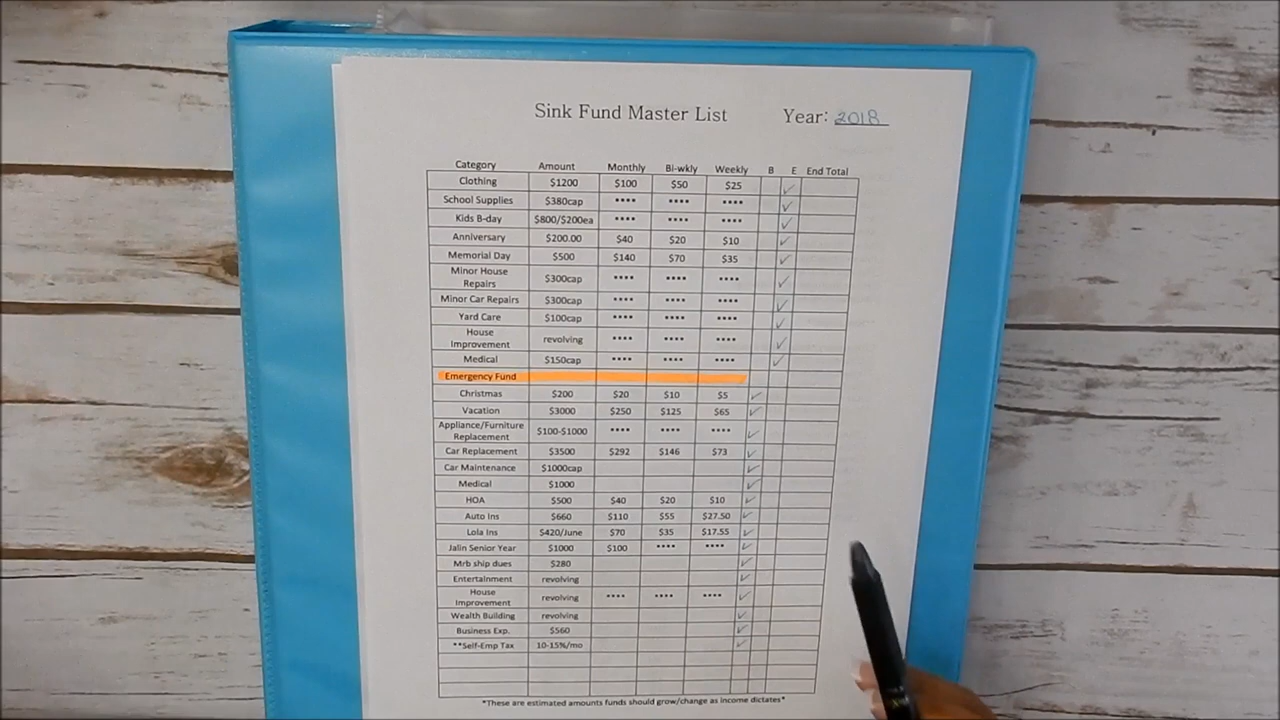 Sink Fund Master List Year: 2018
Category Amount Monthly Bi-wkly Weekly B E End Total
Clothing $1200 $100 $50 $25 ✓
School Supplies $380cap •••• •••• •••• ✓
Kids B-day $800/$200ea •••• •••• •••• ✓
Anniversary $200.00 $40 $20 $10 ✓
Memorial Day $500 $140 $70 $35 ✓
Minor House
Repairs $300cap •••• •••• •••• ✓
Minor Car Repairs $300cap •••• •••• •••• ✓
Yard Care $100cap •••• •••• •••• ✓
House
Improvement revolving •••• •••• •••• ✓
Medical $150cap •••• •••• •••• ✓
Emergency Fund
Christmas $200 $20 $10 $5 ✓
Vacation $3000 $250 $125 $65 ✓
Appliance/Furniture
Replacement $100-$1000 •••• •••• •••• ✓
Car Replacement $3500 $292 $146 $73 ✓
Car Maintenance $1000cap ✓
Medical $1000 ✓
HOA $500 $40 $20 $10 ✓
Auto Ins $660 $110 $55 $27.50 ✓
Lola Ins $420/June $70 $35 $17.55 ✓
Jalin Senior Year $1000 $100 •••• •••• ✓
Mrb ship dues $280 ✓
Entertainment revolving ✓
House
Improvement revolving •••• •••• •••• ✓
Wealth Building revolving ✓
Business Exp. $560 ✓
**Self-Emp Tax 10-15%/mo ✓
*These are estimated amounts funds should grow/change as income dictates*